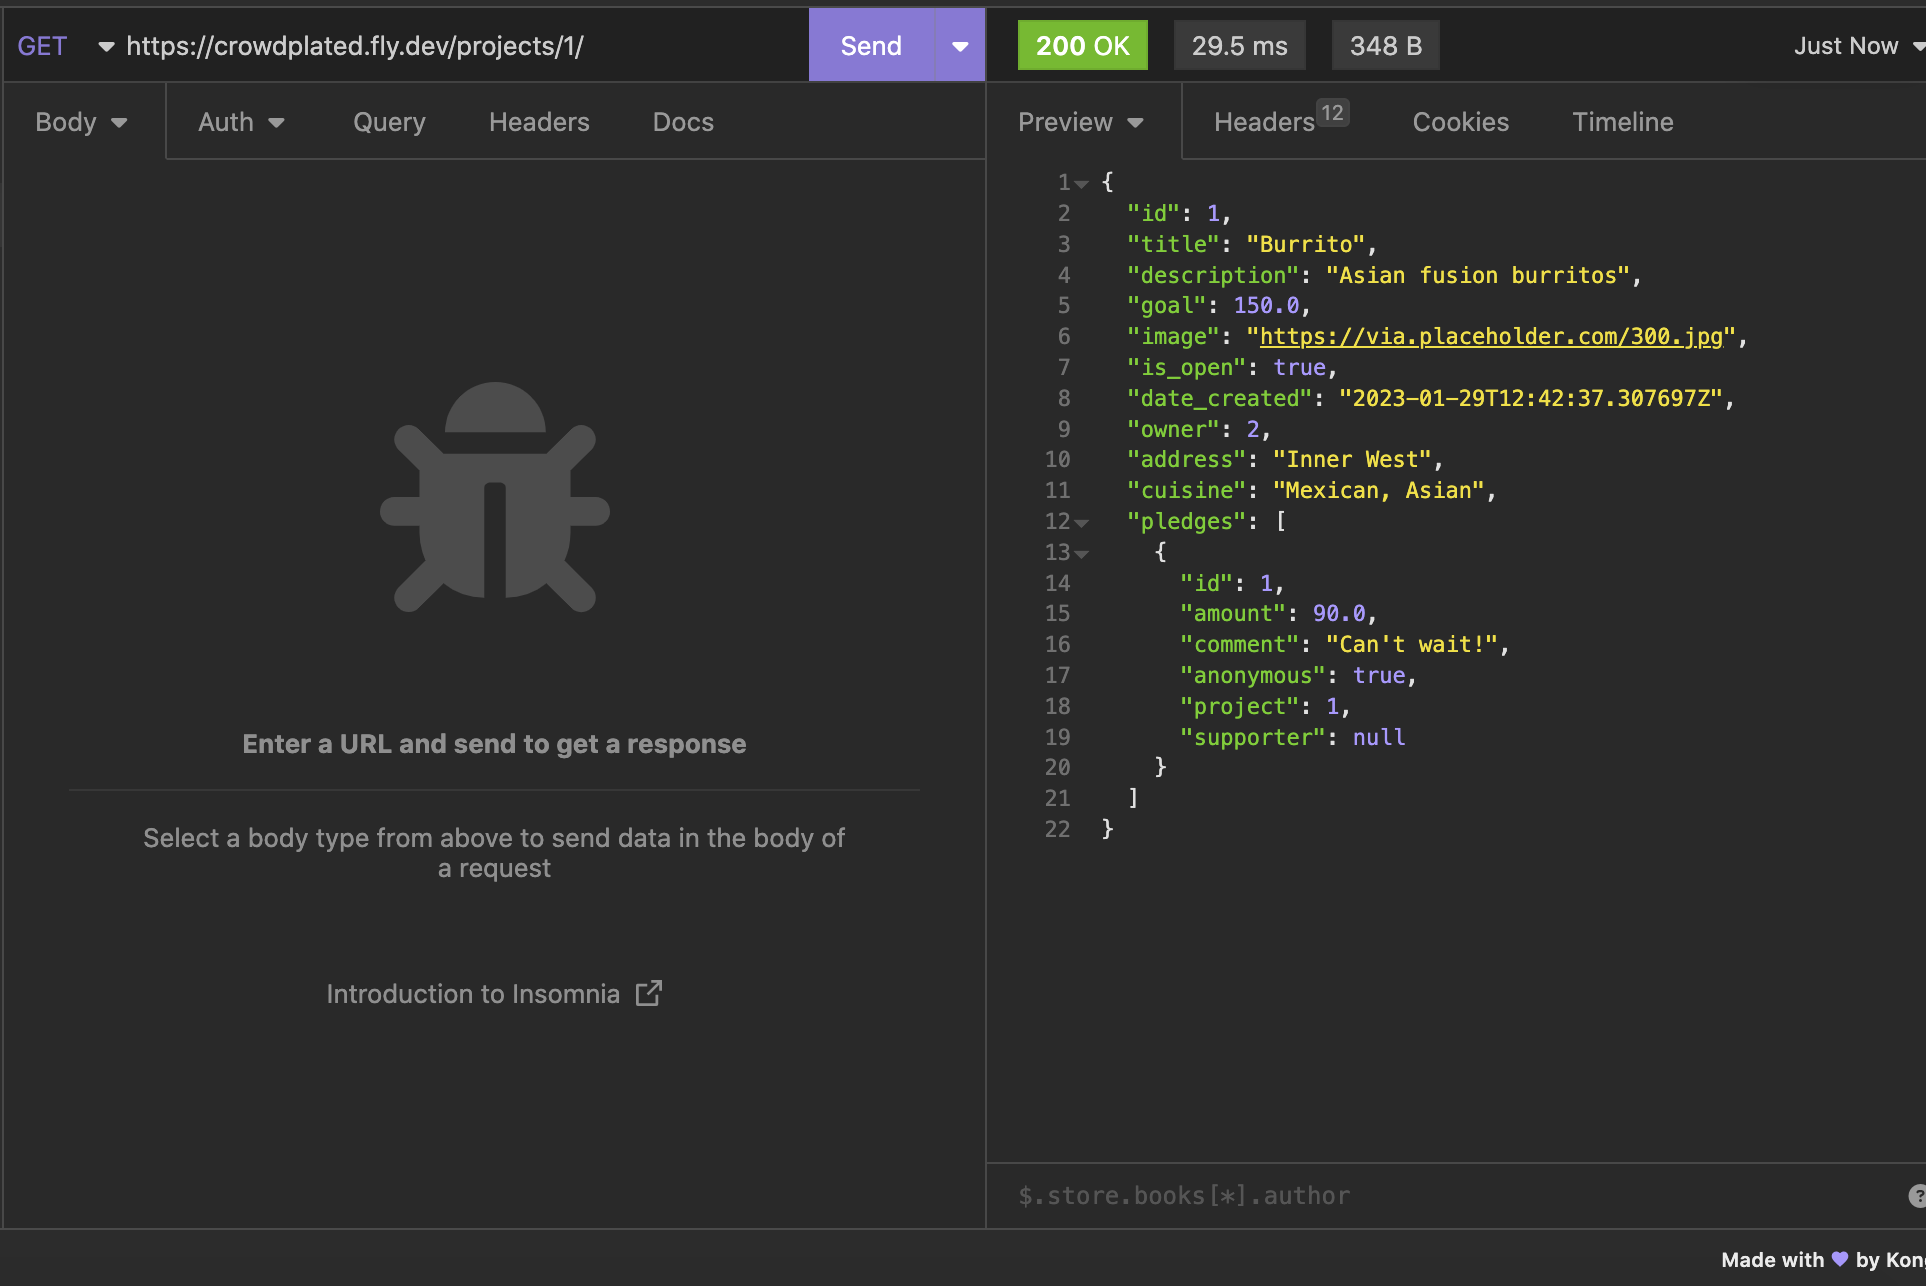 GET https://crowdplated.fly.dev/projects/1/ Send 200 OK 29.5 ms 348 B Just Now
Body Auth Query Headers Docs
Preview Headers 12 Cookies Timeline
Enter a URL and send to get a response
Select a body type from above to send data in the body of
a request
Introduction to Insomnia
1 {
2 "id": 1,
3 "title": "Burrito",
4 "description": "Asian fusion burritos",
5 "goal": 150.0,
6 "image": "https://via.placeholder.com/300.jpg",
7 "is_open": true,
8 "date_created": "2023-01-29T12:42:37.307697Z",
9 "owner": 2,
10 "address": "Inner West",
11 "cuisine": "Mexican, Asian",
12 "pledges": [
13 {
14 "id": 1,
15 "amount": 90.0,
16 "comment": "Can't wait!",
17 "anonymous": true,
18 "project": 1,
19 "supporter": null
20 }
21 ]
22 }
$.store.books[*].author ?
Made with by Kon